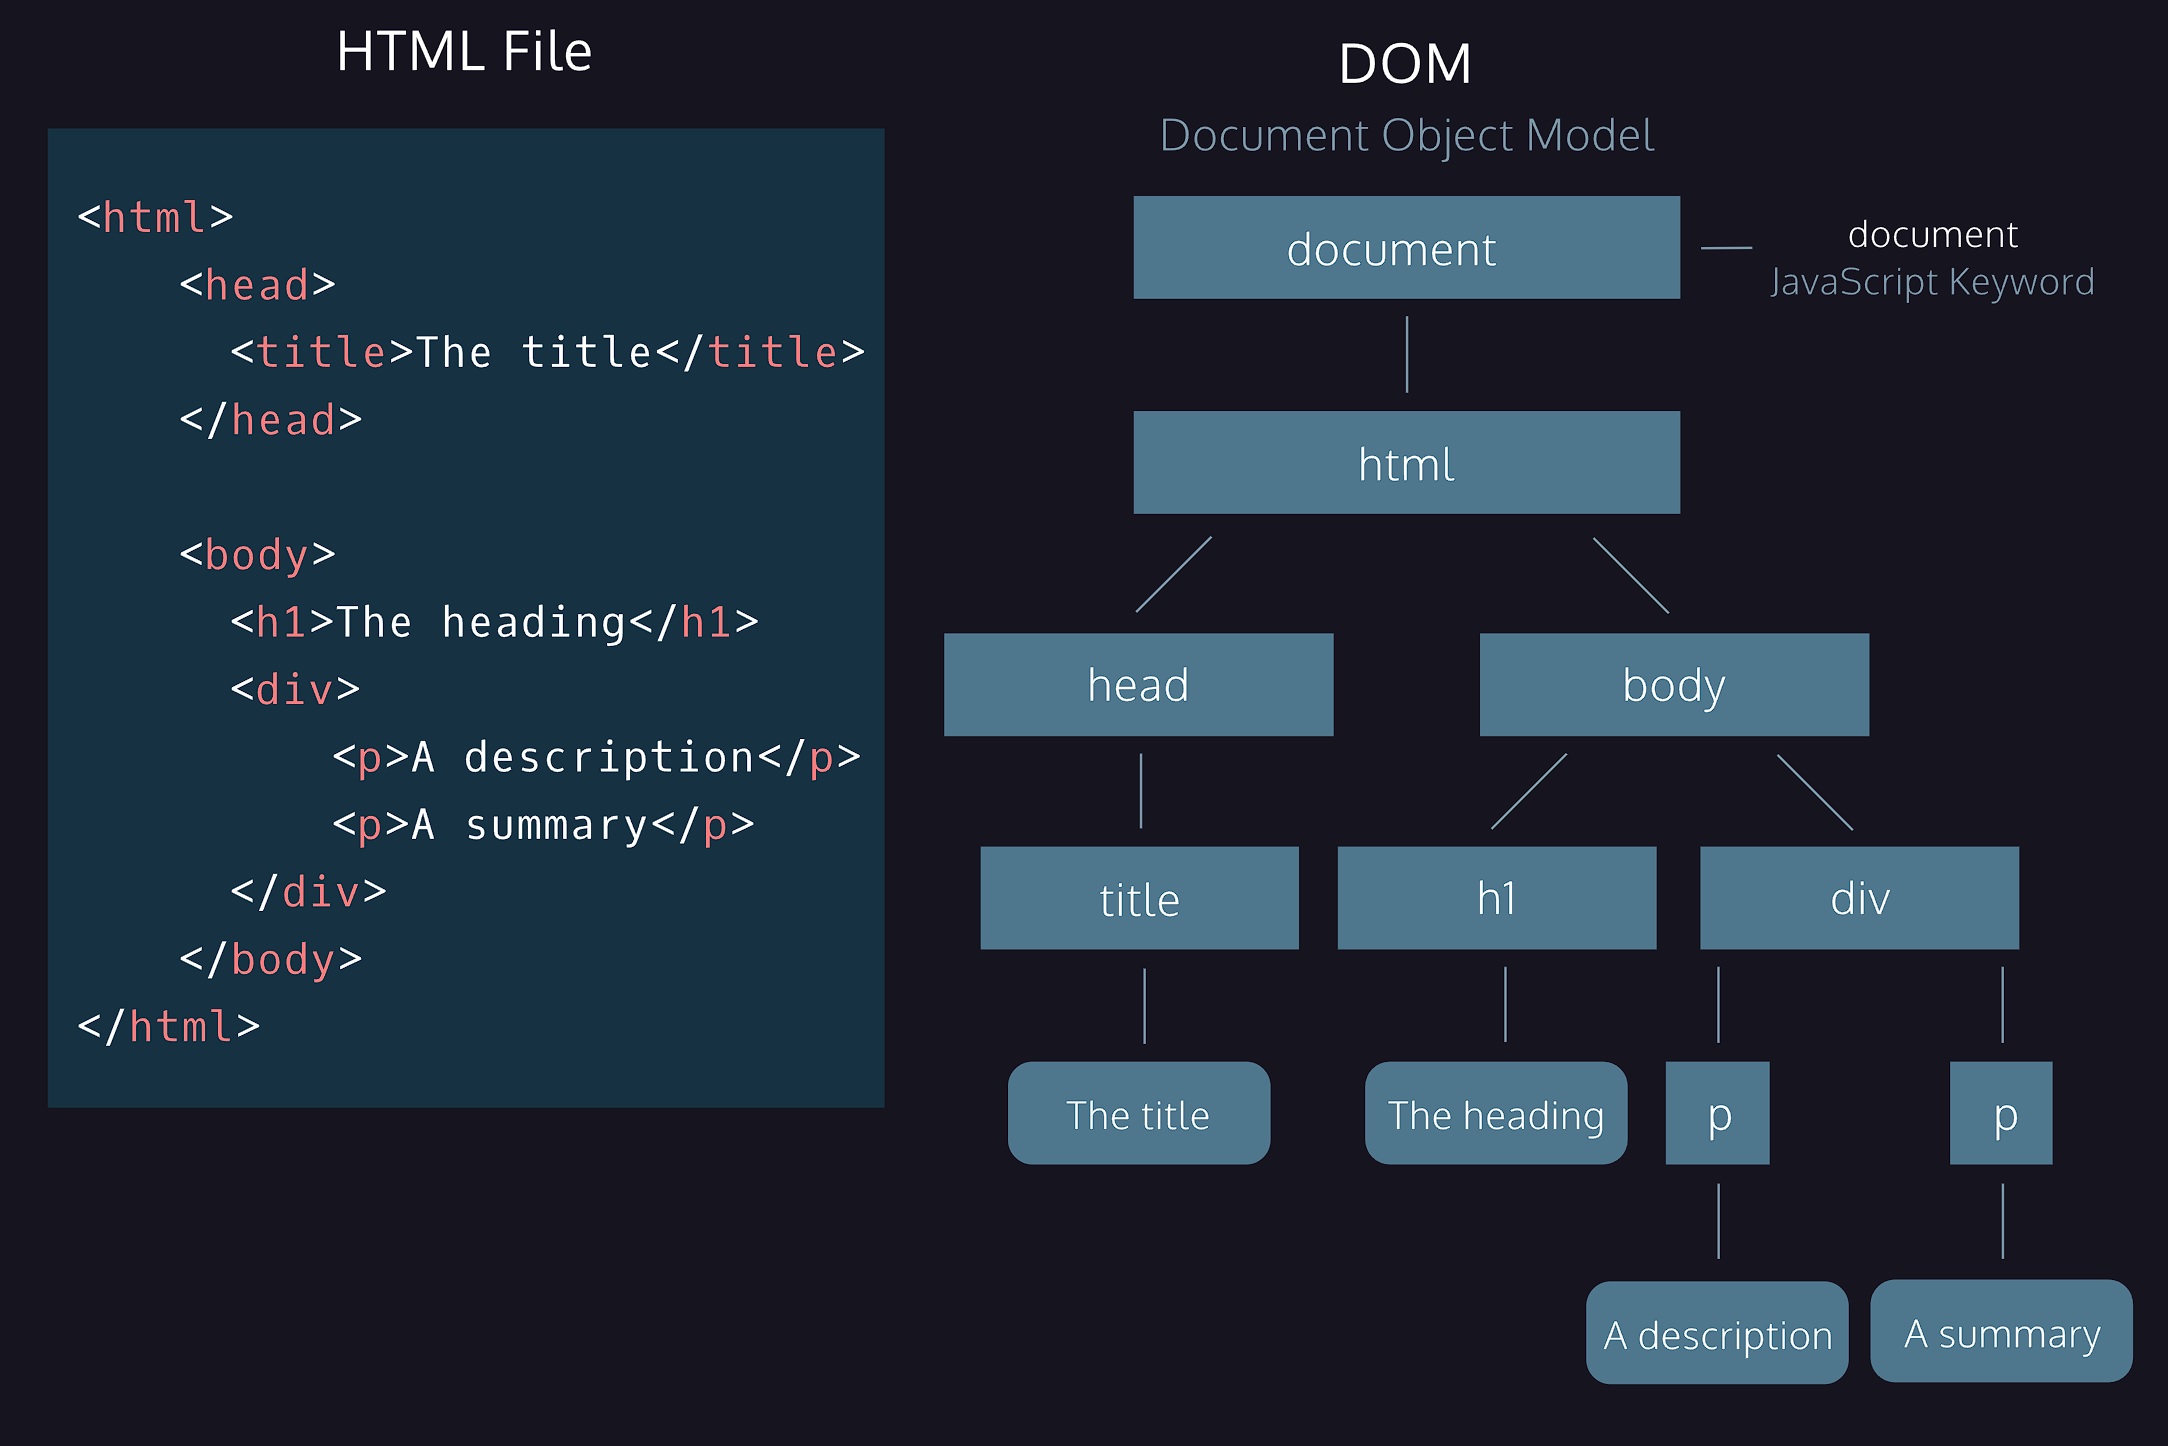 HTML File
<html>
<head>
<title>The title</title>
</head>
<body>
<h1>The heading</h1>
<div>
<p>A description</p>
<p>A summary</p>
</div>
</body>
</html>
DOM
Document Object Model
document
document
JavaScript Keyword
html
head
body
title
h1
div
The title
The heading
p
p
A description
A summary